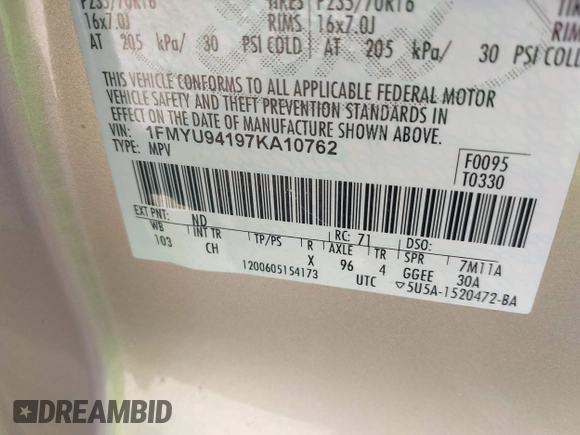 P235/70R16 TIRES P235/70R16
16x7.0J RIMS 16x7.0J RIMS
AT 205 kPa/ 30 PSI COLD AT 205 kPa/ 30 PSI COLD
THIS VEHICLE CONFORMS TO ALL APPLICABLE FEDERAL MOTOR
VEHICLE SAFETY AND THEFT PREVENTION STANDARDS IN
EFFECT ON THE DATE OF MANUFACTURE SHOWN ABOVE.
VIN: 1FMYU94197KA10762
TYPE: MPV
F0095
T0330
EXT PNT: ND RC: 71 DSO:
WB INT TR TP/PS R AXLE TR SPR 7M11A
103 CH X 96 4 GGEE 30A
1200605154173 UTC ▽5U5A-1520472-BA
DREAMBID